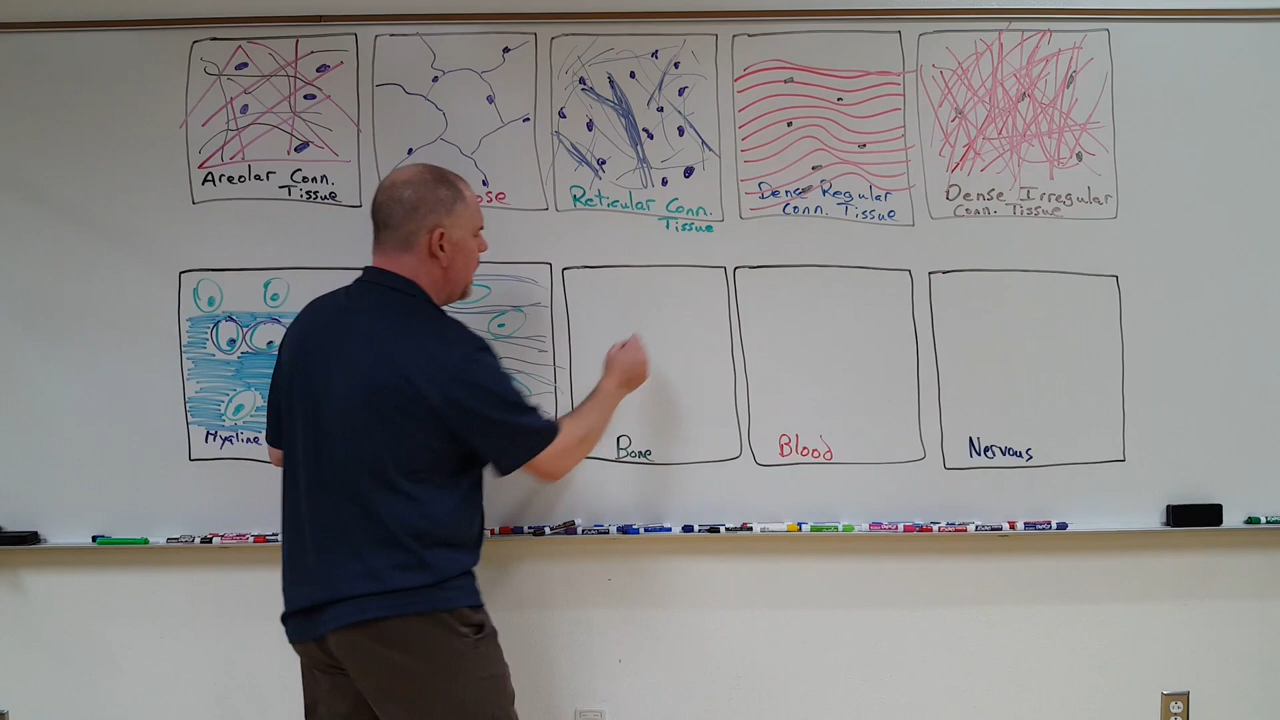 Areolar Conn.
Tissue
ose
Reticular Conn.
Tissue
Dense Regular
Conn. Tissue
Dense Irregular
Conn. Tissue
Hyaline
Bone
Blood
Nervous